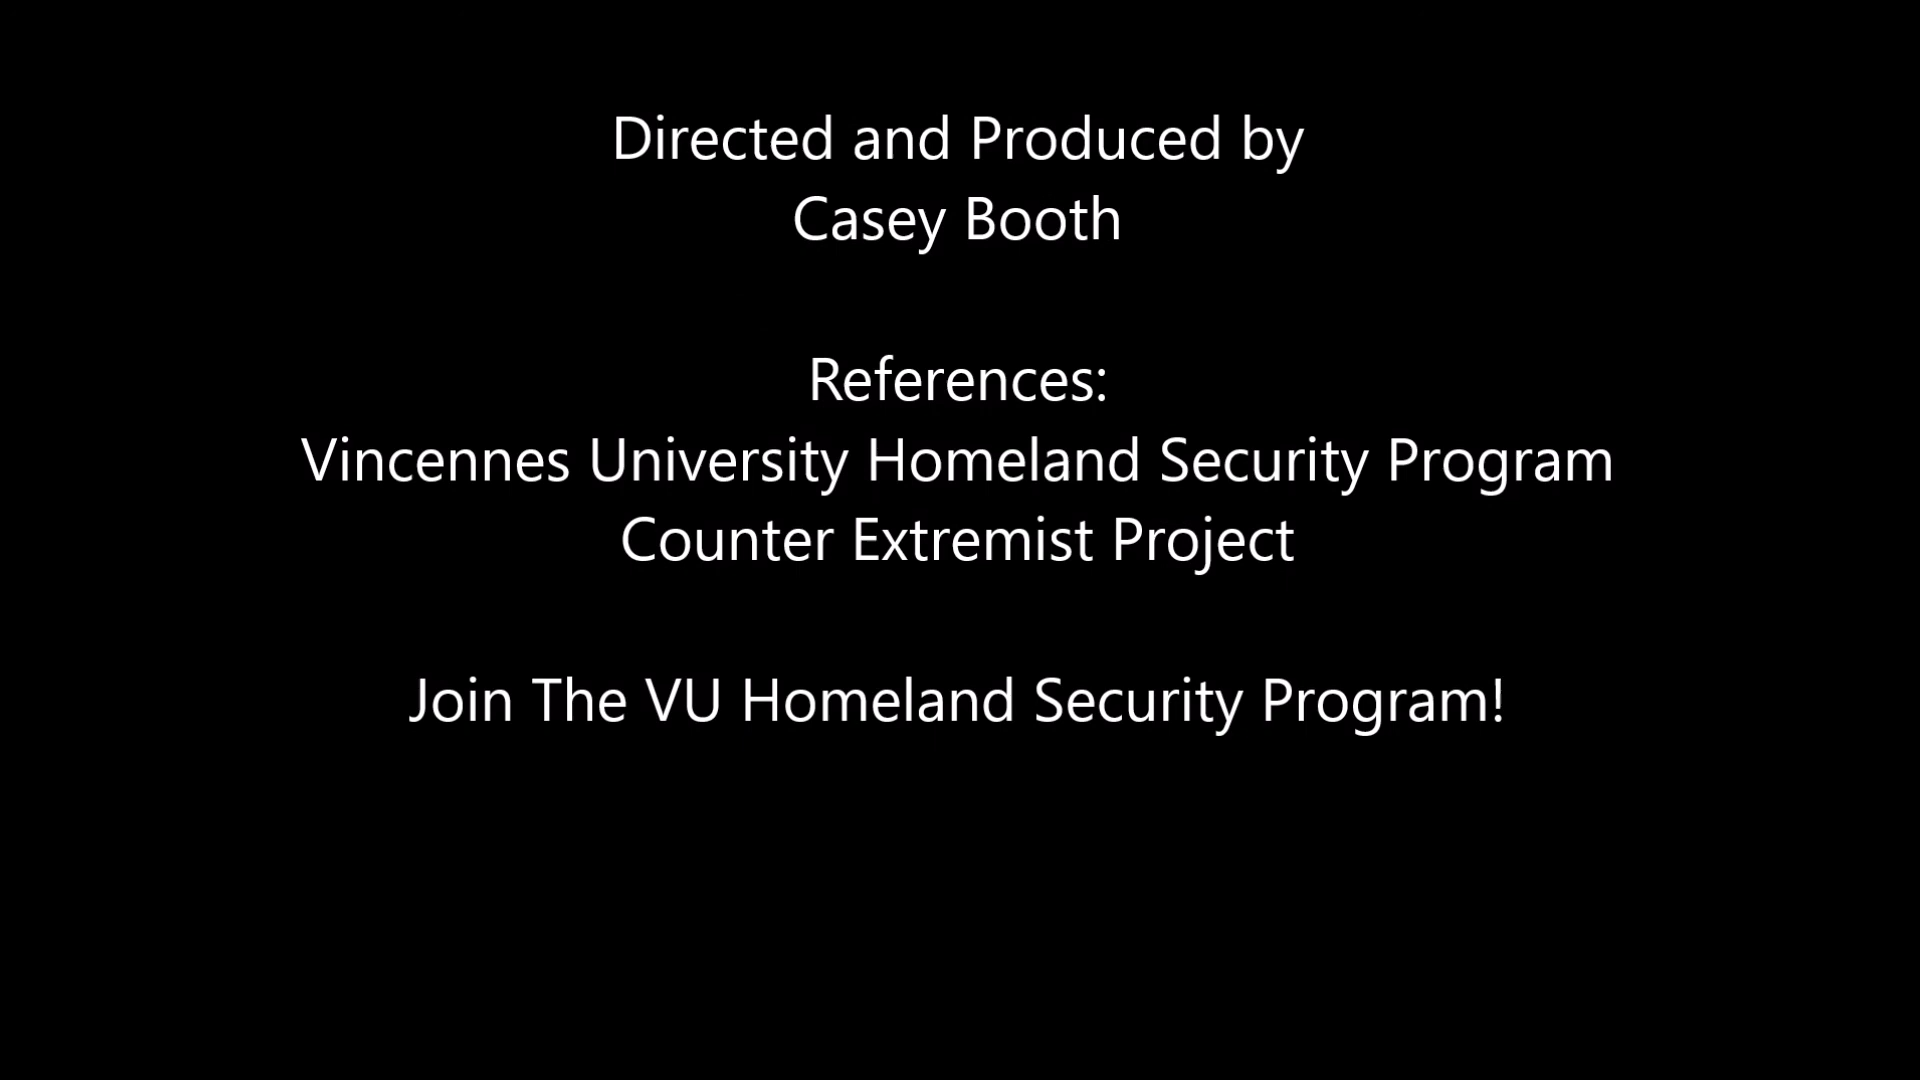 Directed and Produced by
Casey Booth
References:
Vincennes University Homeland Security Program
Counter Extremist Project
Join The VU Homeland Security Program!